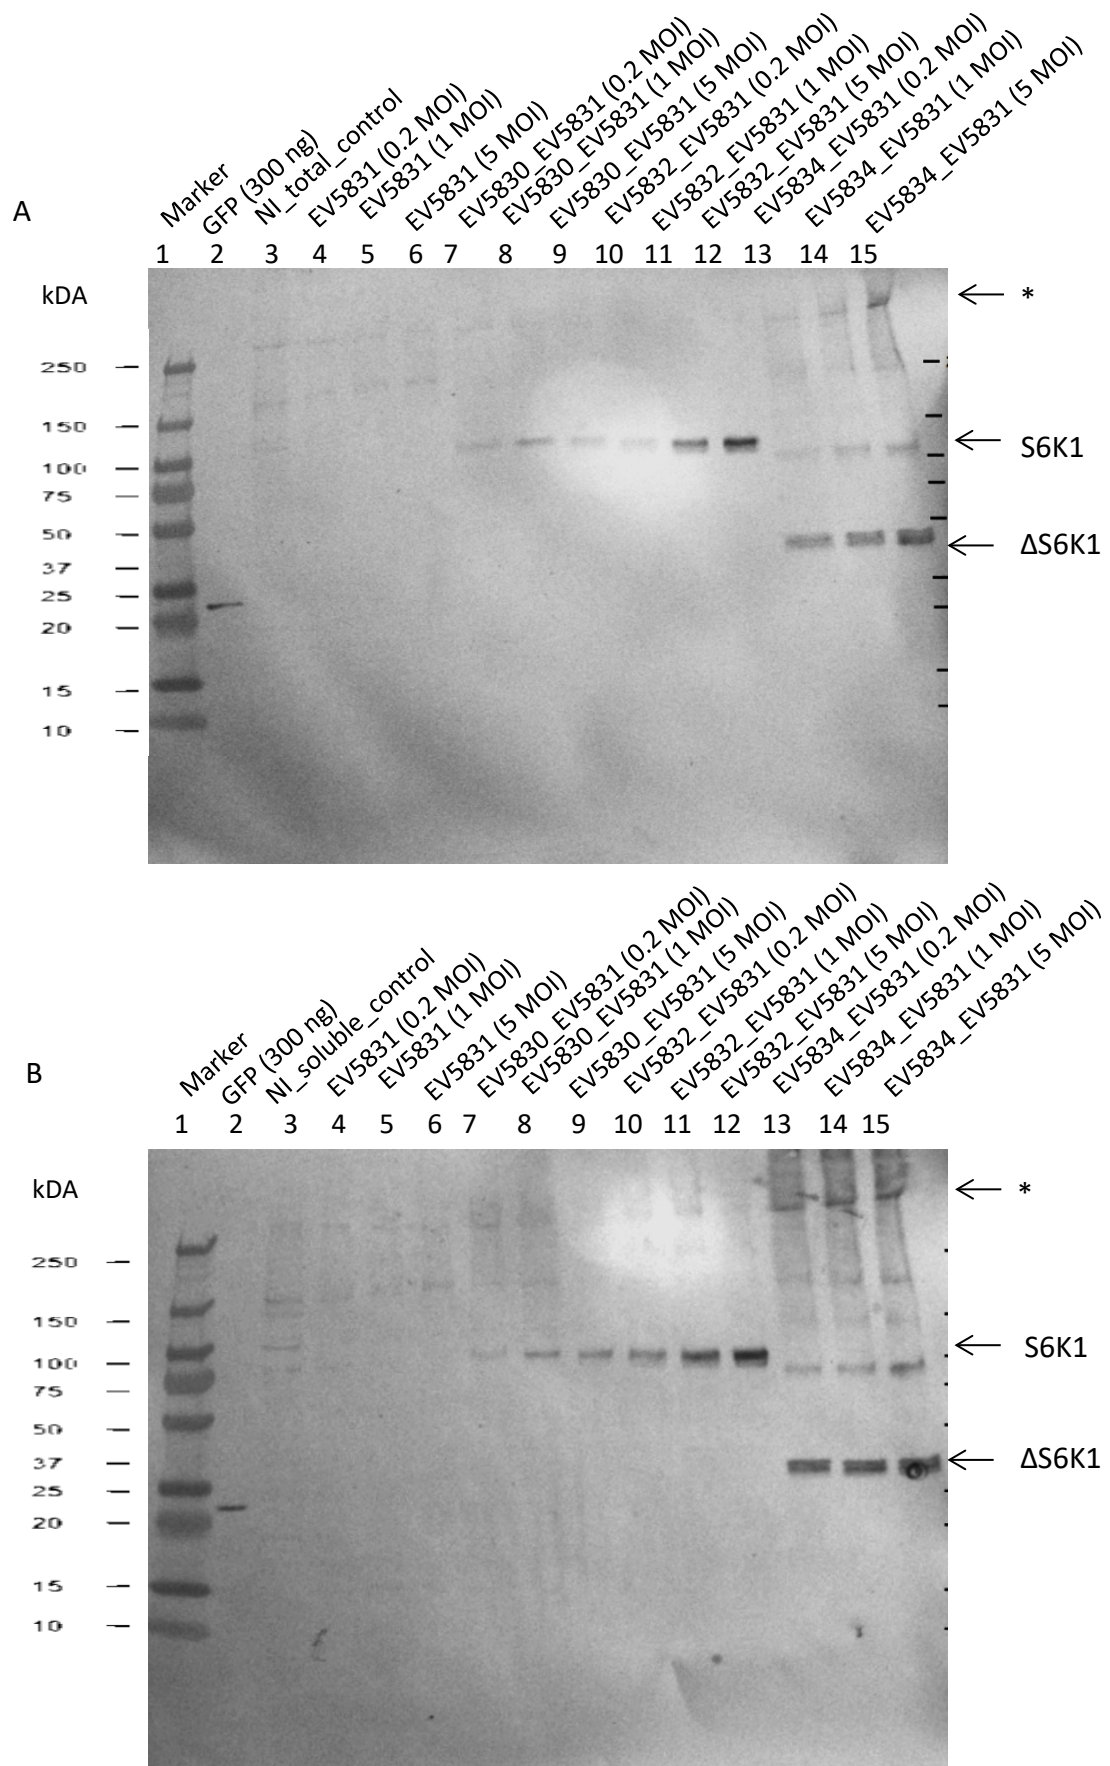 A
Marker
GFP (300 ng)
NI_total_control
EV5831 (0.2 MOI)
EV5831 (1 MOI)
EV5831 (5 MOI)
EV5830_EV5831 (0.2 MOI)
EV5830_EV5831 (1 MOI)
EV5830_EV5831 (5 MOI)
EV5832_EV5831 (0.2 MOI)
EV5832_EV5831 (1 MOI)
EV5832_EV5831 (5 MOI)
EV5834_EV5831 (0.2 MOI)
EV5834_EV5831 (1 MOI)
EV5834_EV5831 (5 MOI)
1 2 3 4 5 6 7 8 9 10 11 12 13 14 15
kDA
*
250
150
S6K1
100
75
50
ΔS6K1
37
25
20
15
10
B
Marker
GFP (300 ng)
NI_soluble_control
EV5831 (0.2 MOI)
EV5831 (1 MOI)
EV5831 (5 MOI)
EV5830_EV5831 (0.2 MOI)
EV5830_EV5831 (1 MOI)
EV5830_EV5831 (5 MOI)
EV5832_EV5831 (0.2 MOI)
EV5832_EV5831 (1 MOI)
EV5832_EV5831 (5 MOI)
EV5834_EV5831 (0.2 MOI)
EV5834_EV5831 (1 MOI)
EV5834_EV5831 (5 MOI)
1 2 3 4 5 6 7 8 9 10 11 12 13 14 15
kDA
*
250
150
S6K1
100
75
50
37
ΔS6K1
25
20
15
10